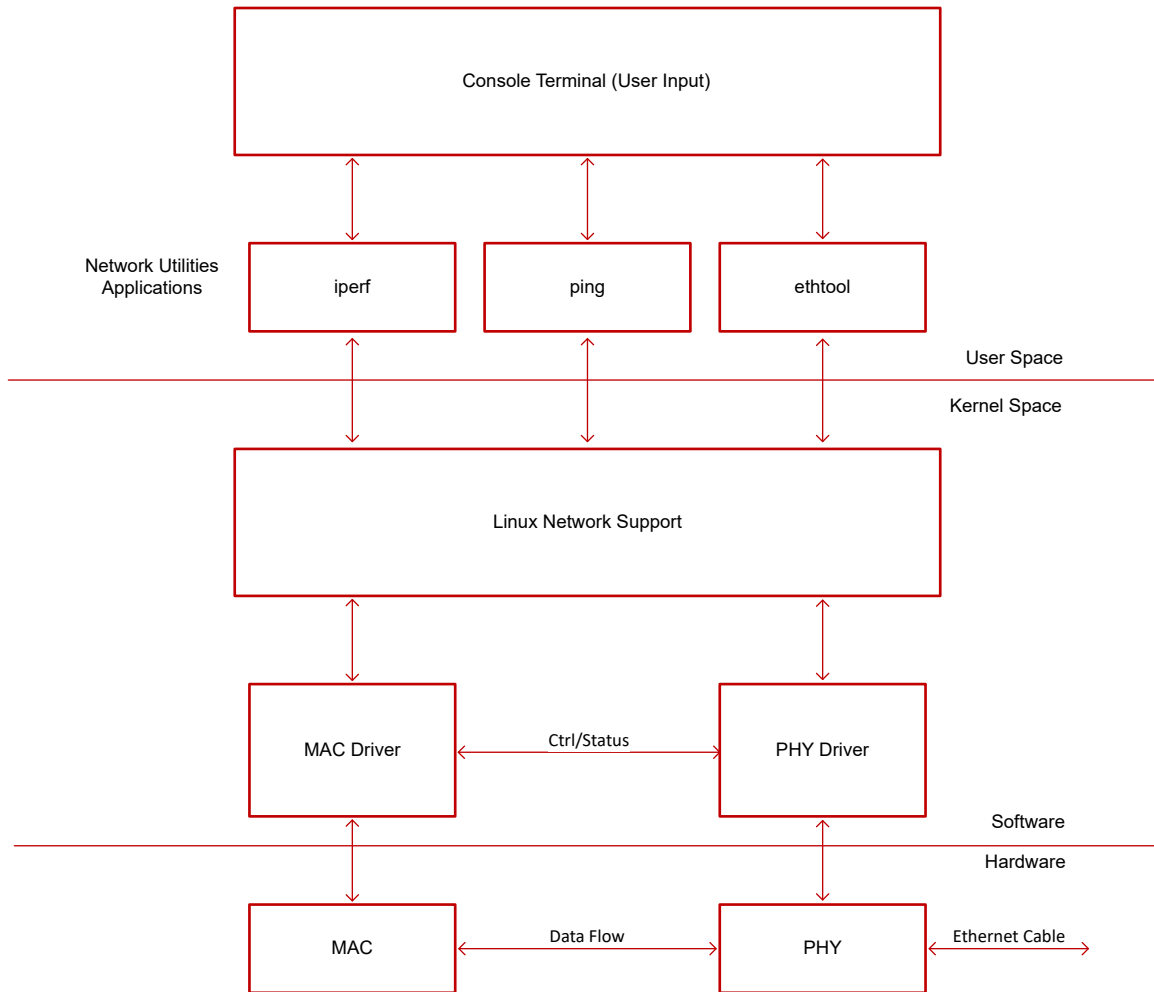 Console Terminal (User Input)
Network Utilities
Applications
iperf
ping
ethtool
User Space
Kernel Space
Linux Network Support
MAC Driver
Ctrl/Status
PHY Driver
Software
Hardware
MAC
Data Flow
PHY
Ethernet Cable